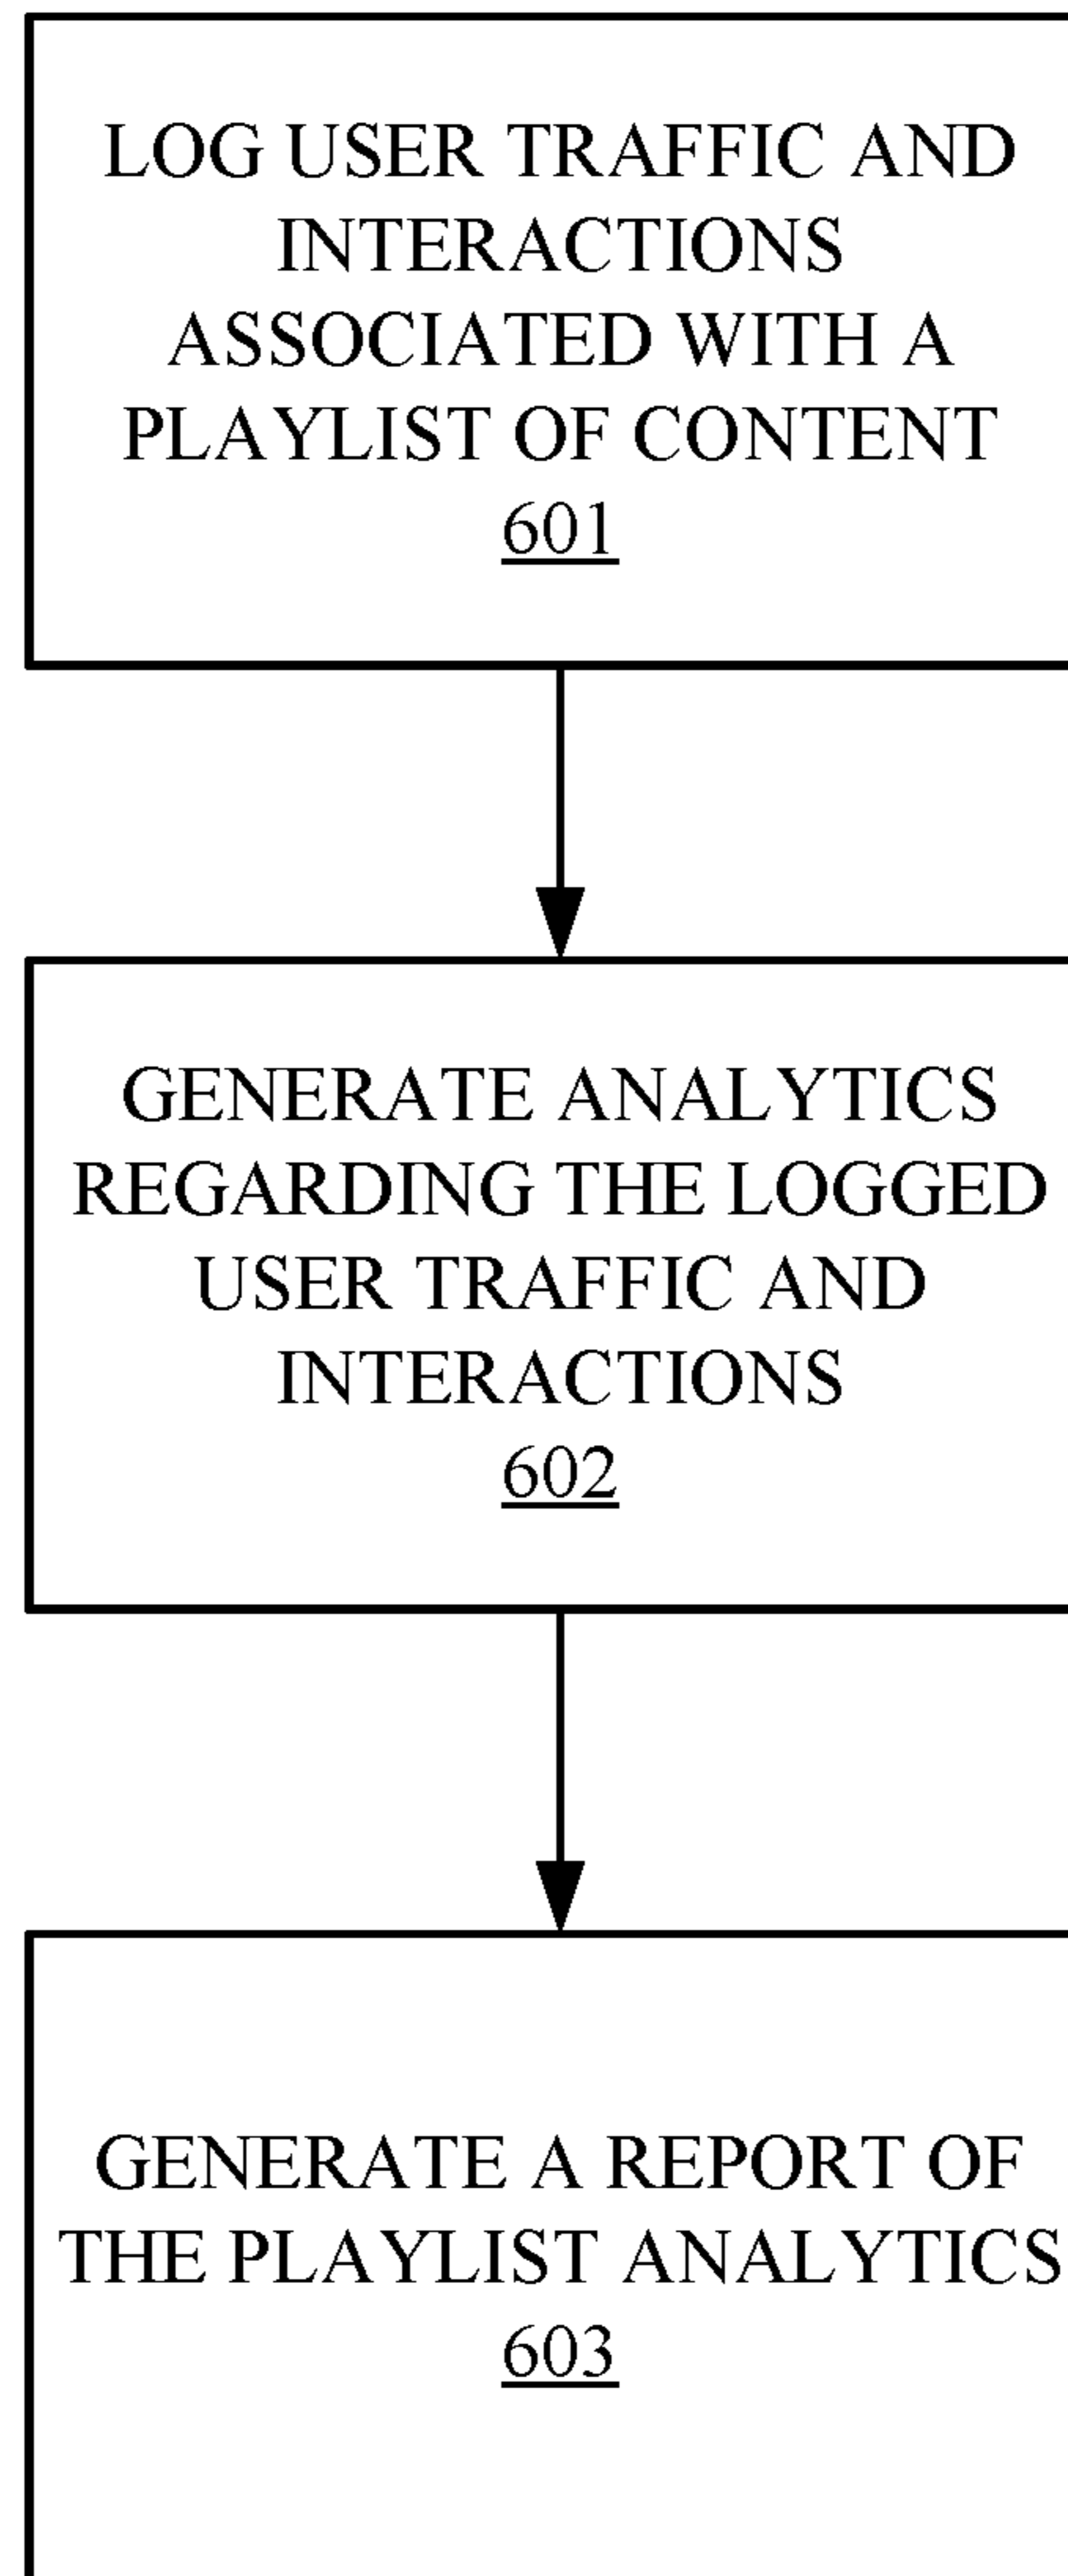 LOG USER TRAFFIC AND
INTERACTIONS
ASSOCIATED WITH A
PLAYLIST OF CONTENT
601
GENERATE ANALYTICS
REGARDING THE LOGGED
USER TRAFFIC AND
INTERACTIONS
602
GENERATE A REPORT OF
THE PLAYLIST ANALYTICS
603